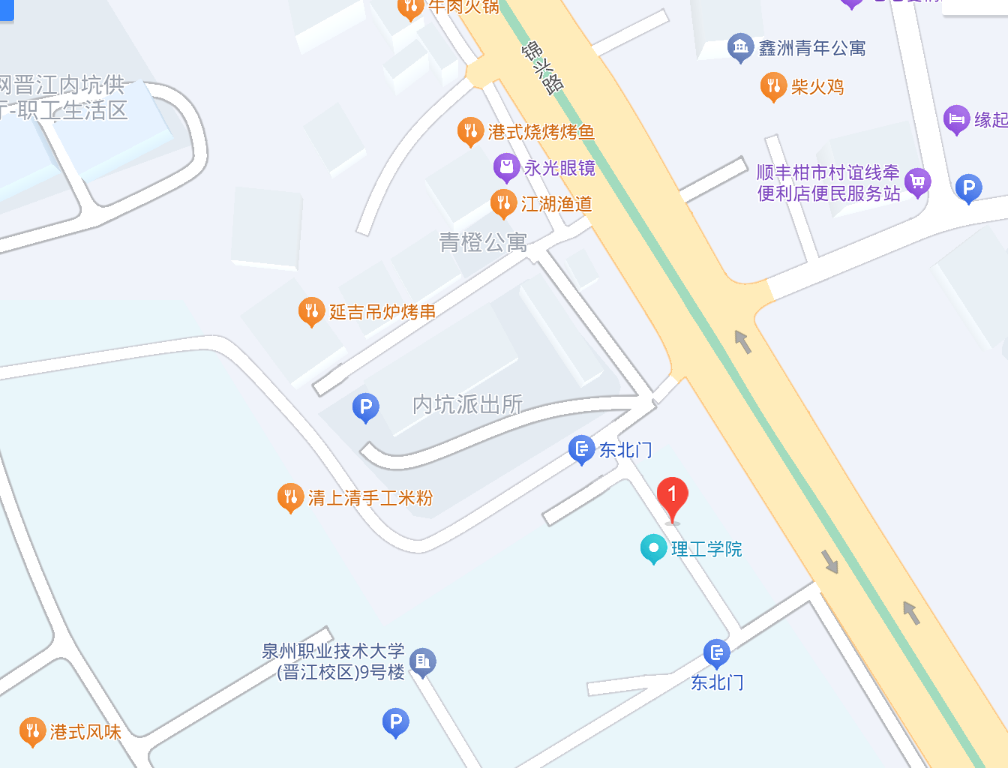 牛肉火锅
锦兴路
鑫洲青年公寓
网晋江内坑供
厅-职工生活区
柴火鸡
港式烧烤烤鱼
缘起
永光眼镜
顺丰柑市村谊线牵
便利店便民服务站
P
江湖渔道
青橙公寓
延吉吊炉烤串
P
内坑派出所
东北门
清上清手工米粉
1
理工学院
泉州职业技术大学
(晋江校区)9号楼
东北门
P
港式风味